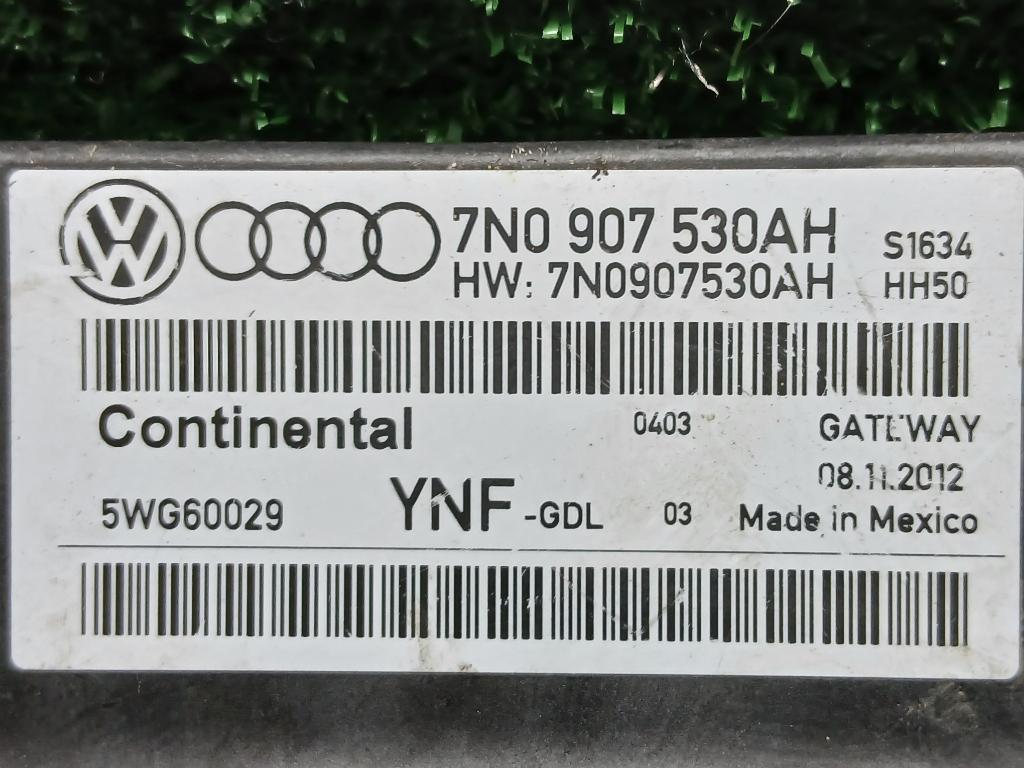 7N0 907 530AH S1634
HW: 7N0907530AH HH50
Continental 0403 GATEWAY
08.11.2012
5WG60029 YNF-GDL 03 Made in Mexico